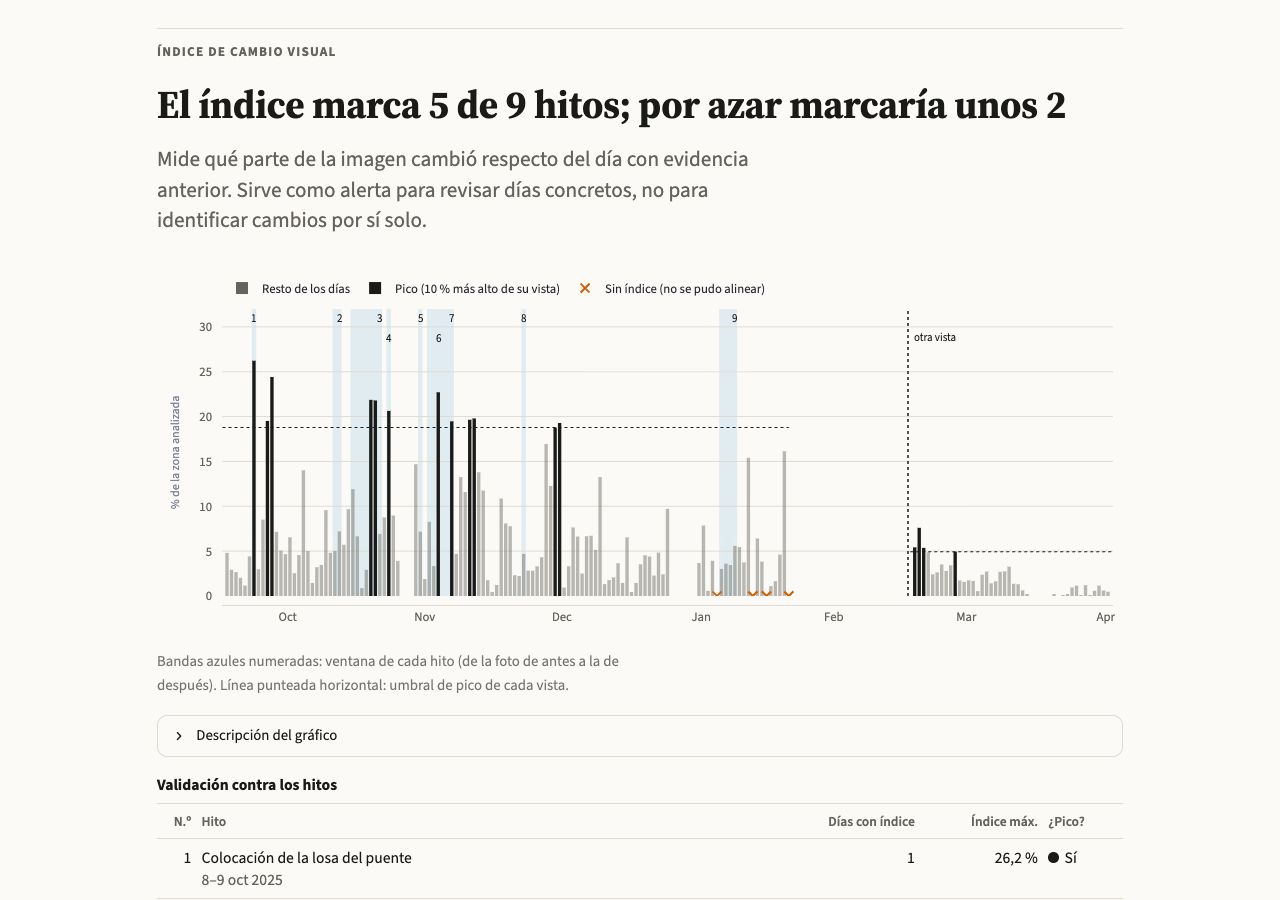 ÍNDICE DE CAMBIO VISUAL
El índice marca 5 de 9 hitos; por azar marcaría unos 2
Mide qué parte de la imagen cambió respecto del día con evidencia
anterior. Sirve como alerta para revisar días concretos, no para
identificar cambios por sí solo.
Resto de los días
Pico (10 % más alto de su vista)
Sin índice (no se pudo alinear)
1 2 3 5 7 8 9
4 6
otra vista
% de la zona analizada
30
25
20
15
10
5
0
Oct Nov Dec Jan Feb Mar Apr
Bandas azules numeradas: ventana de cada hito (de la foto de antes a la de
después). Línea punteada horizontal: umbral de pico de cada vista.
Descripción del gráfico
Validación contra los hitos
N.º Hito Días con índice Índice máx. ¿Pico?
1 Colocación de la losa del puente 1 26,2 % Sí
8–9 oct 2025